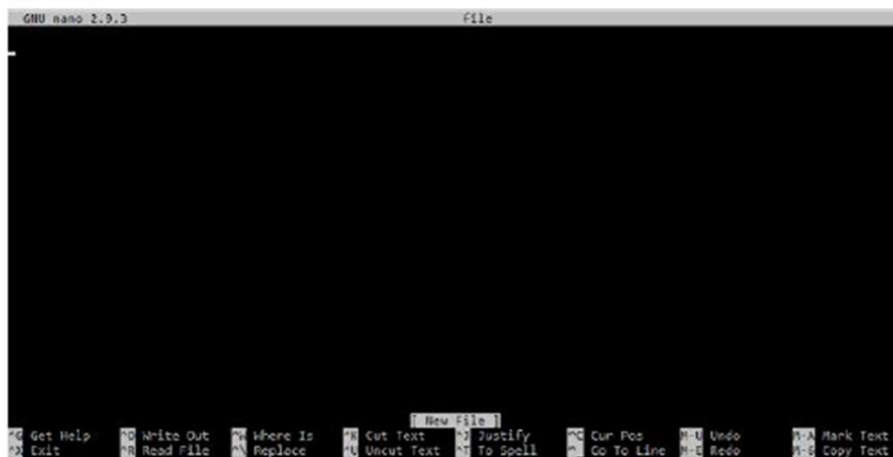 GNU nano 2.9.3 file
[ New File ]
^G Get Help ^O Write Out ^W Where Is ^K Cut Text ^J Justify ^C Cur Pos M-U Undo M-A Mark Text
^X Exit ^R Read File ^\ Replace ^U Uncut Text ^T To Spell ^_ Go To Line M-E Redo M-6 Copy Text